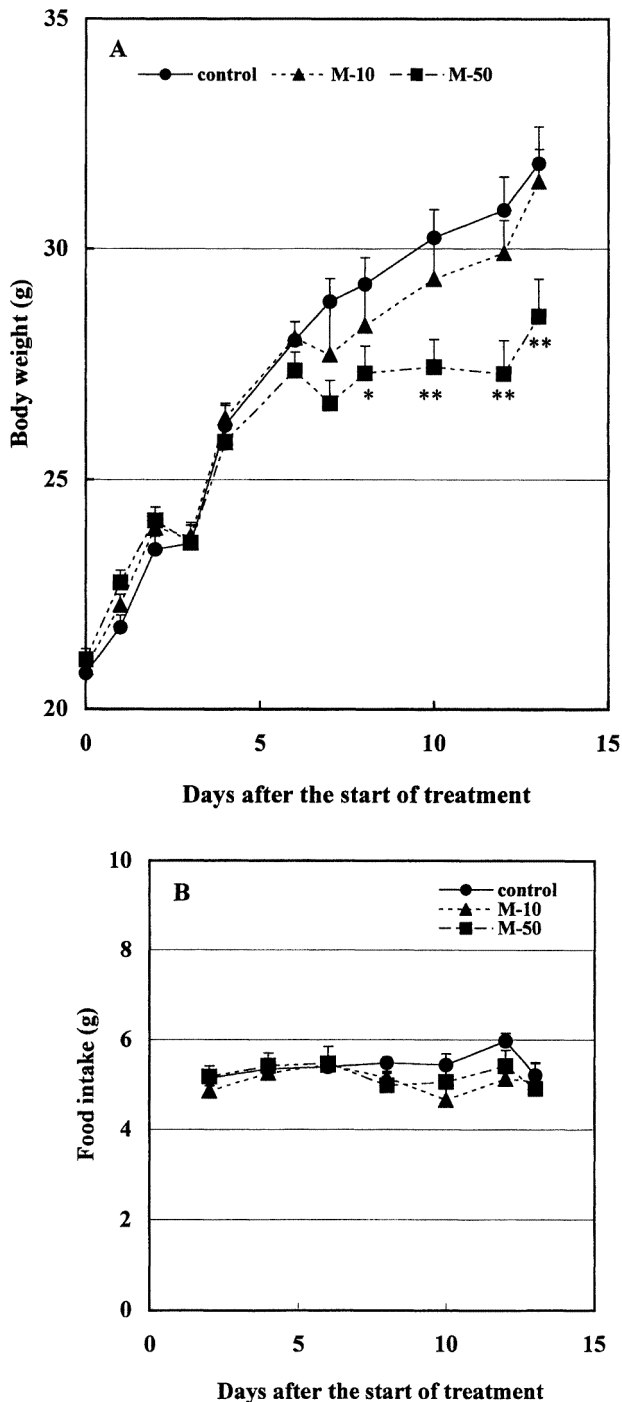 35
A
control M-10 M-50
30
25
20
* ** ** **
0 5 10 15
Body weight (g)
Days after the start of treatment
10
B
control
M-10
M-50
8
6
4
2
0
0 5 10 15
Food intake (g)
Days after the start of treatment